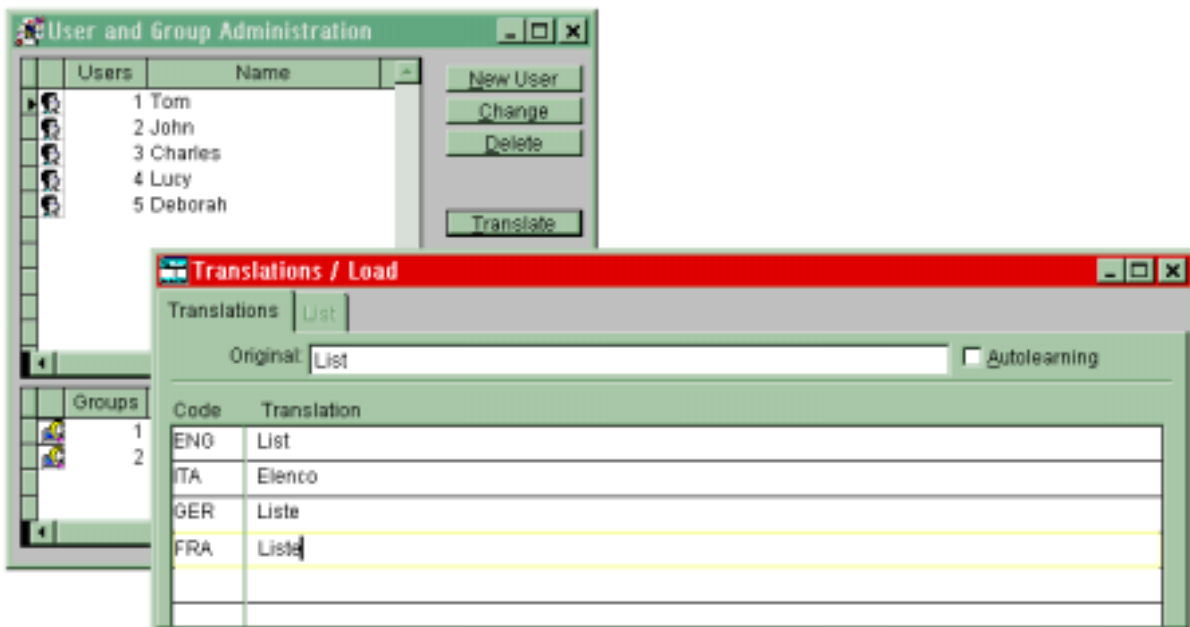 User and Group Administration
Users Name
1 Tom
2 John
3 Charles
4 Lucy
5 Deborah
New User
Change
Delete
Translate
Groups
1
2
Translations / Load
Translations List
Original: List
Autolearning
Code Translation
ENG List
ITA Elenco
GER Liste
FRA Liste